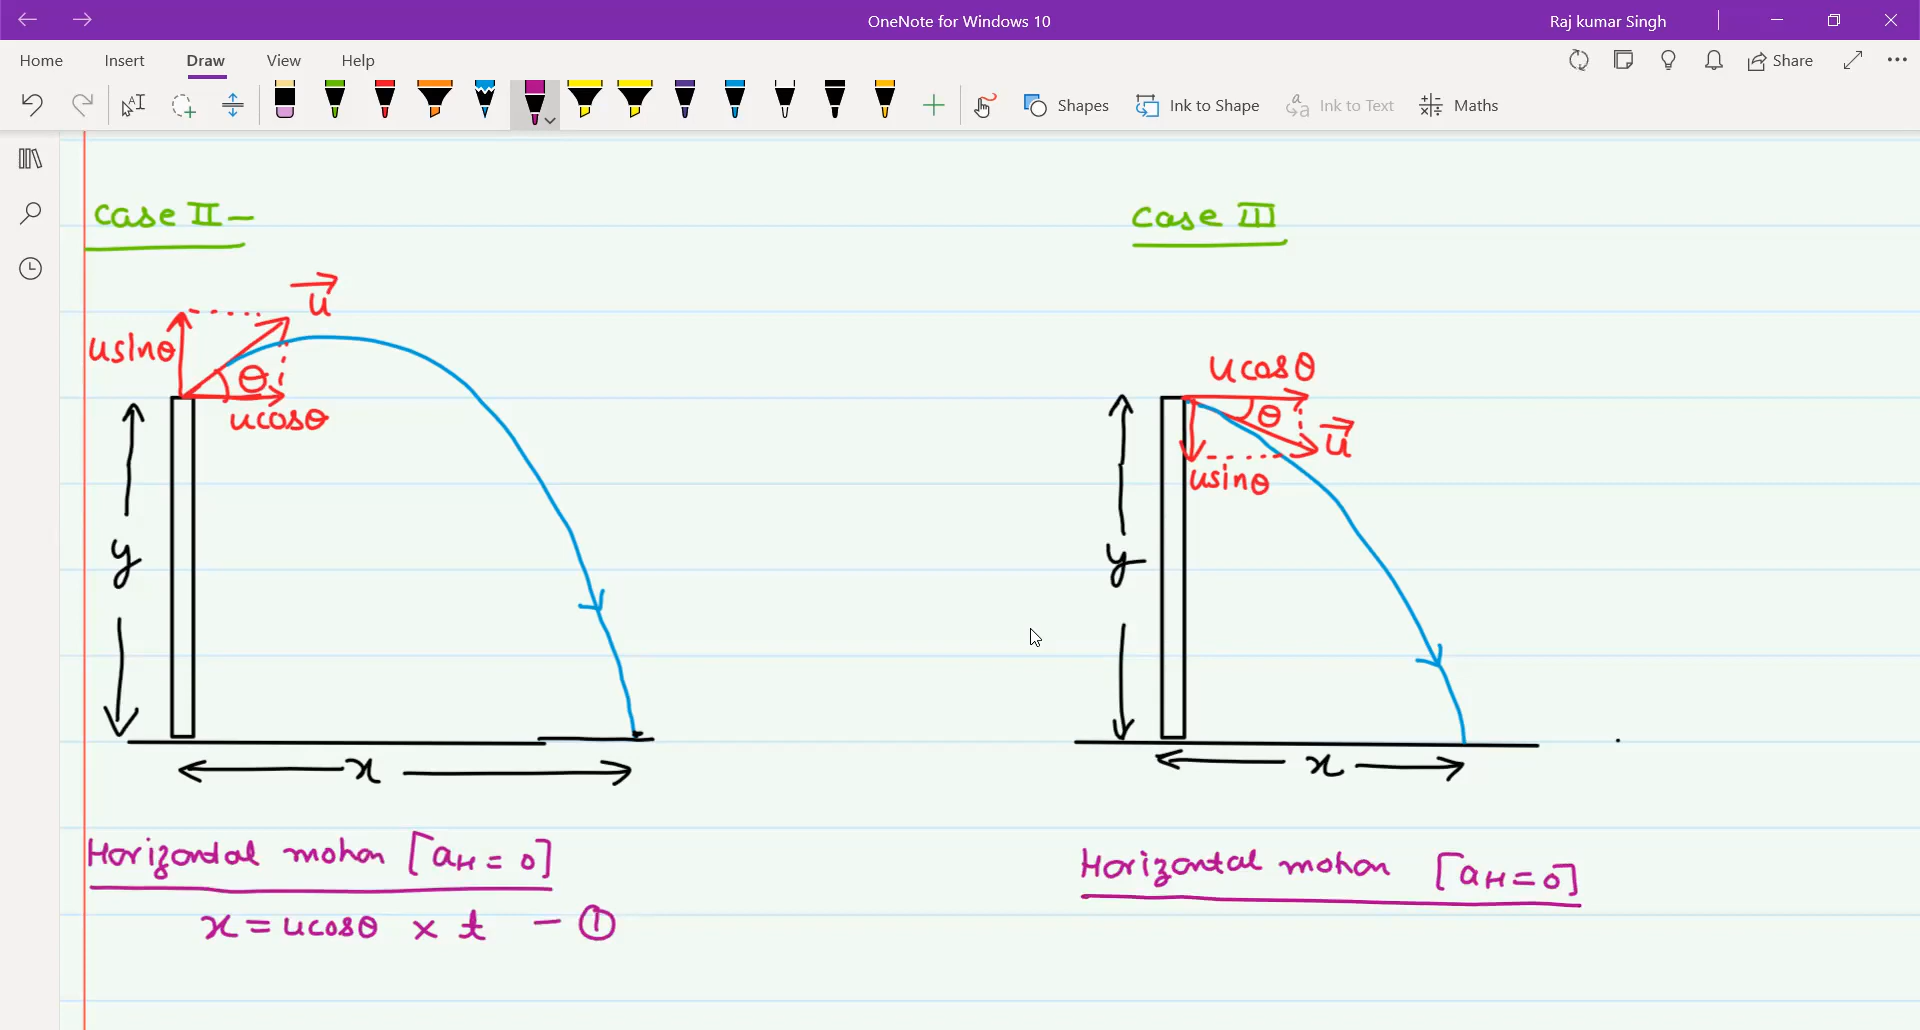 OneNote for Windows 10
Raj kumar Singh
Home Insert Draw View Help
Share
Shapes Ink to Shape Ink to Text Maths
Case II –
u
usinθ
θ
ucosθ
y
x
Horizontal motion [aH = 0]
x = ucosθ × t – ①
Case III
ucosθ
θ
u
usinθ
y
x
Horizontal motion [aH = 0]